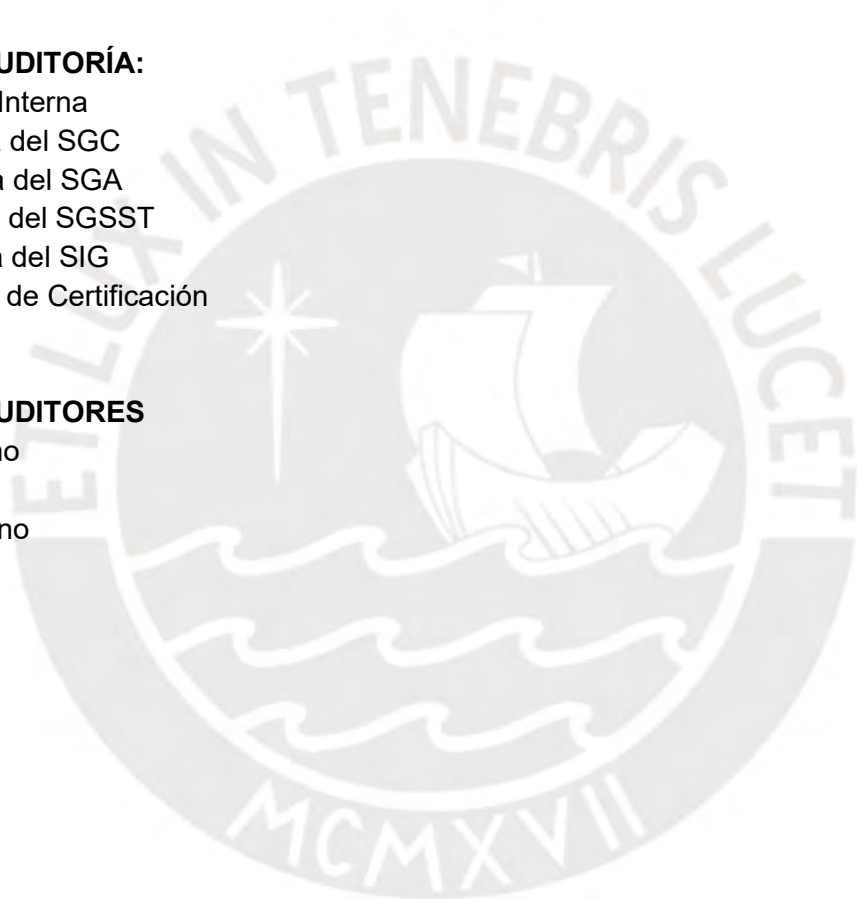 UDITORÍA:
Interna
del SGC
a del SGA
del SGSST
a del SIG
de Certificación
UDITORES
no
no
ET LUX IN TENEBRIS LUCET
MCMXVII